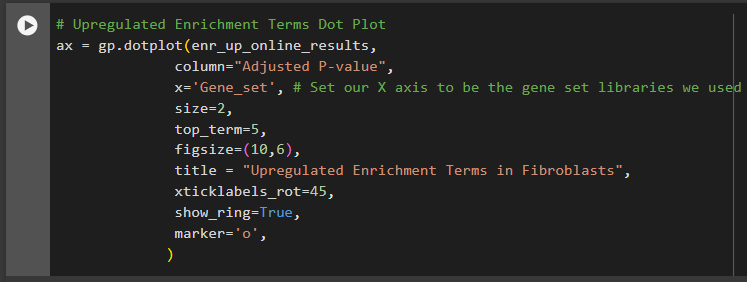 # Upregulated Enrichment Terms Dot Plot
ax = gp.dotplot(enr_up_online_results,
column="Adjusted P-value",
x='Gene_set', # Set our X axis to be the gene set libraries we used
size=2,
top_term=5,
figsize=(10,6),
title = "Upregulated Enrichment Terms in Fibroblasts",
xticklabels_rot=45,
show_ring=True,
marker='o',
)